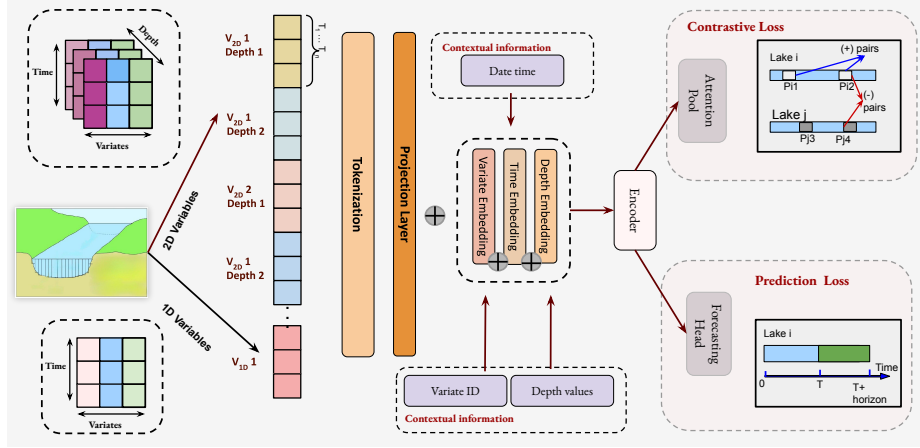 Depth
Time
Variates
2D Variables
1D Variables
Time
Variates
V2D 1
Depth 1
V2D 1
Depth 2
V2D 2
Depth 1
V2D 1
Depth 2
V1D 1
T1 ... Tn
Tokenization
Projection Layer
Contextual information
Date time
Variate Embedding
Time Embedding
Depth Embedding
Variate ID
Depth values
Contextual information
Encoder
Contrastive Loss
Attention
Pool
Lake i
(+) pairs
Pi1
Pi2
(-)
pairs
Lake j
Pj3
Pj4
Prediction Loss
Forecasting
Head
Lake i
Time
0
T
T+
horizon